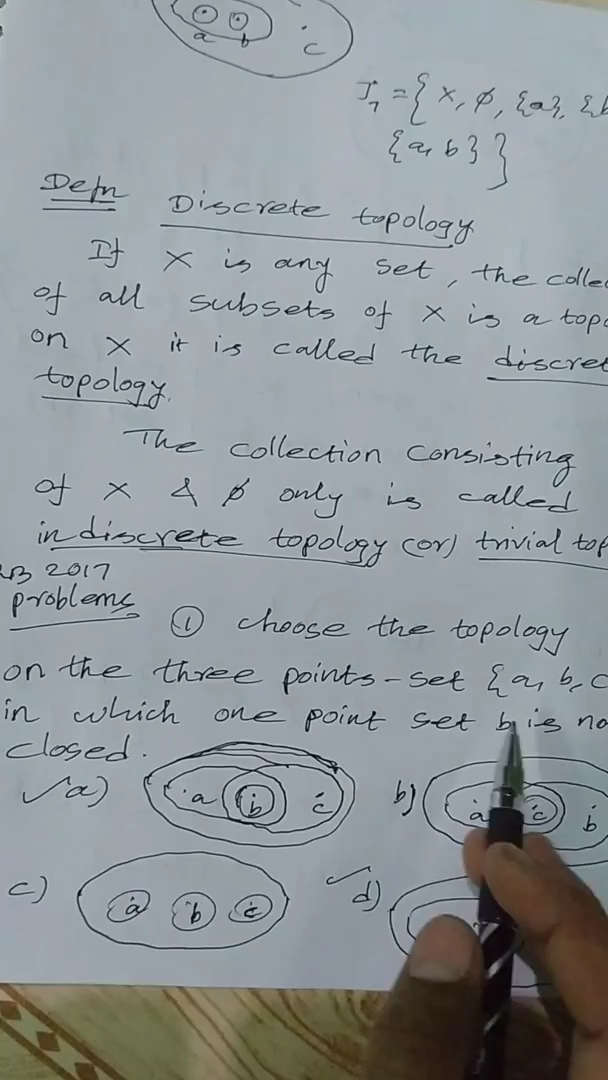 a b c
J₁ = { X, φ, {a}, {b
{a, b} }
Defn Discrete topology
If X is any set, the colle
of all subsets of X is a topo
on X it is called the discret
topology.
The collection consisting
of X & φ only is called
indiscrete topology (or) trivial top
B 2017
problems ① choose the topology
on the three points-set {a, b, c
in which one point set b is no
closed.
✓a) a b c b) a c b
c) a b c ✓d)